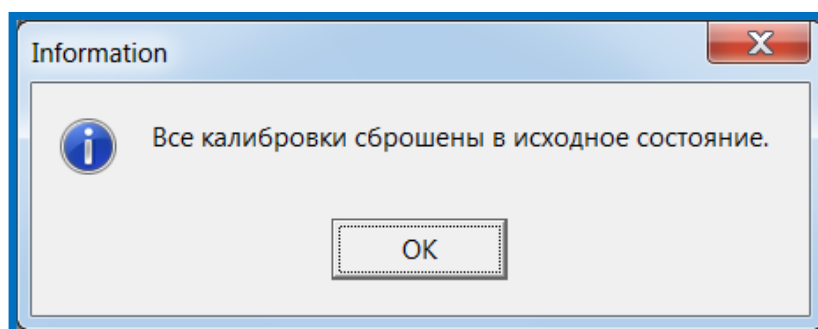 Information
Все калибровки сброшены в исходное состояние.
OK